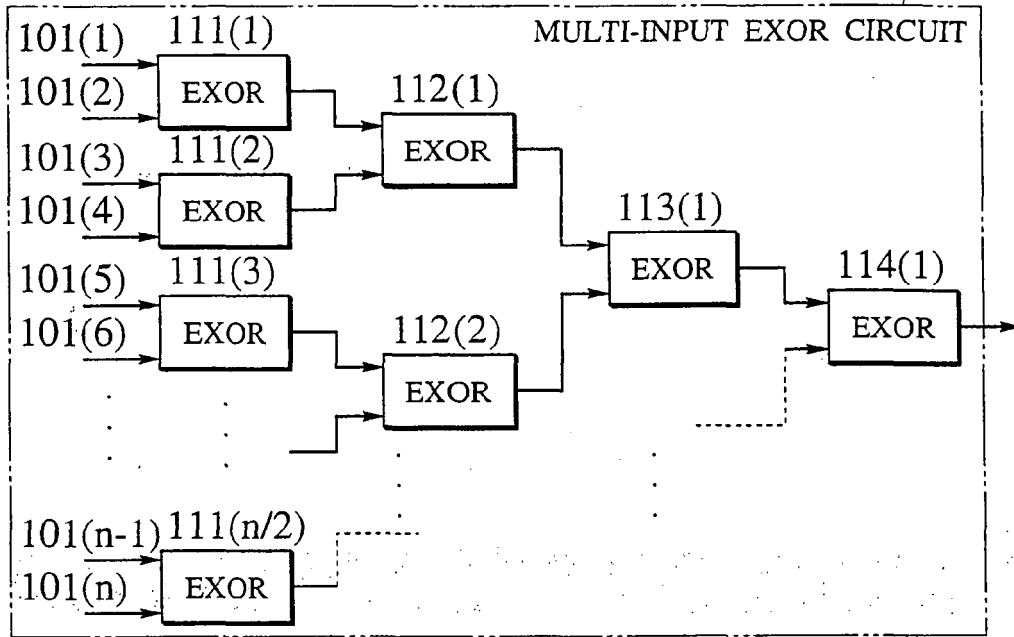 MULTI-INPUT EXOR CIRCUIT
101(1)
111(1)
EXOR
101(2)
112(1)
EXOR
101(3)
111(2)
EXOR
101(4)
113(1)
EXOR
101(5)
111(3)
EXOR
101(6)
114(1)
EXOR
112(2)
EXOR
101(n-1)
111(n/2)
EXOR
101(n)